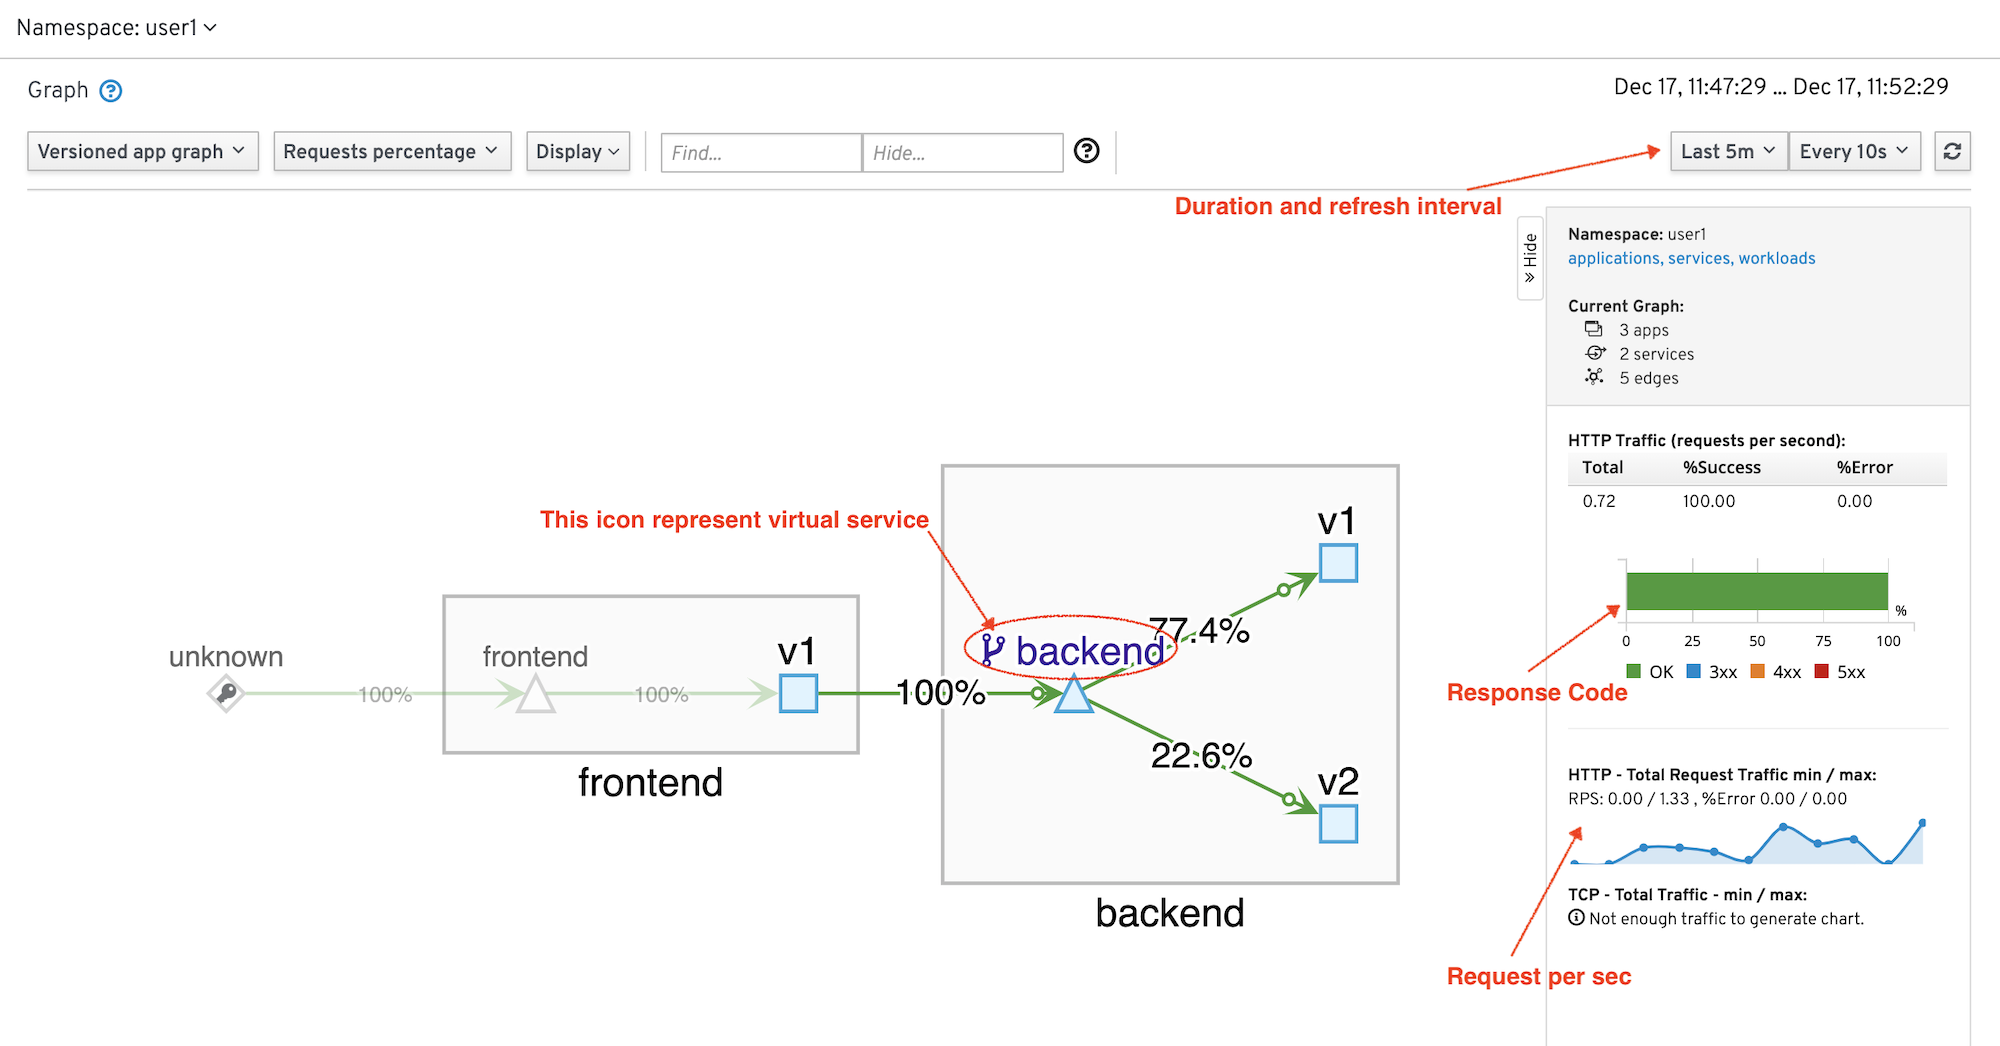 Namespace: user1
Graph
Dec 17, 11:47:29 ... Dec 17, 11:52:29
Versioned app graph
Requests percentage
Display
Find...
Hide...
Last 5m
Every 10s
Duration and refresh interval
Hide
Namespace: user1
applications, services, workloads
Current Graph:
3 apps
2 services
5 edges
HTTP Traffic (requests per second):
Total %Success %Error
0.72 100.00 0.00
%
0 25 50 75 100
OK 3xx 4xx 5xx
Response Code
HTTP - Total Request Traffic min / max:
RPS: 0.00 / 1.33 , %Error 0.00 / 0.00
TCP - Total Traffic - min / max:
Not enough traffic to generate chart.
Request per sec
This icon represent virtual service
v1
77.4%
backend
unknown
frontend
v1
100%
100%
100%
22.6%
v2
frontend
backend